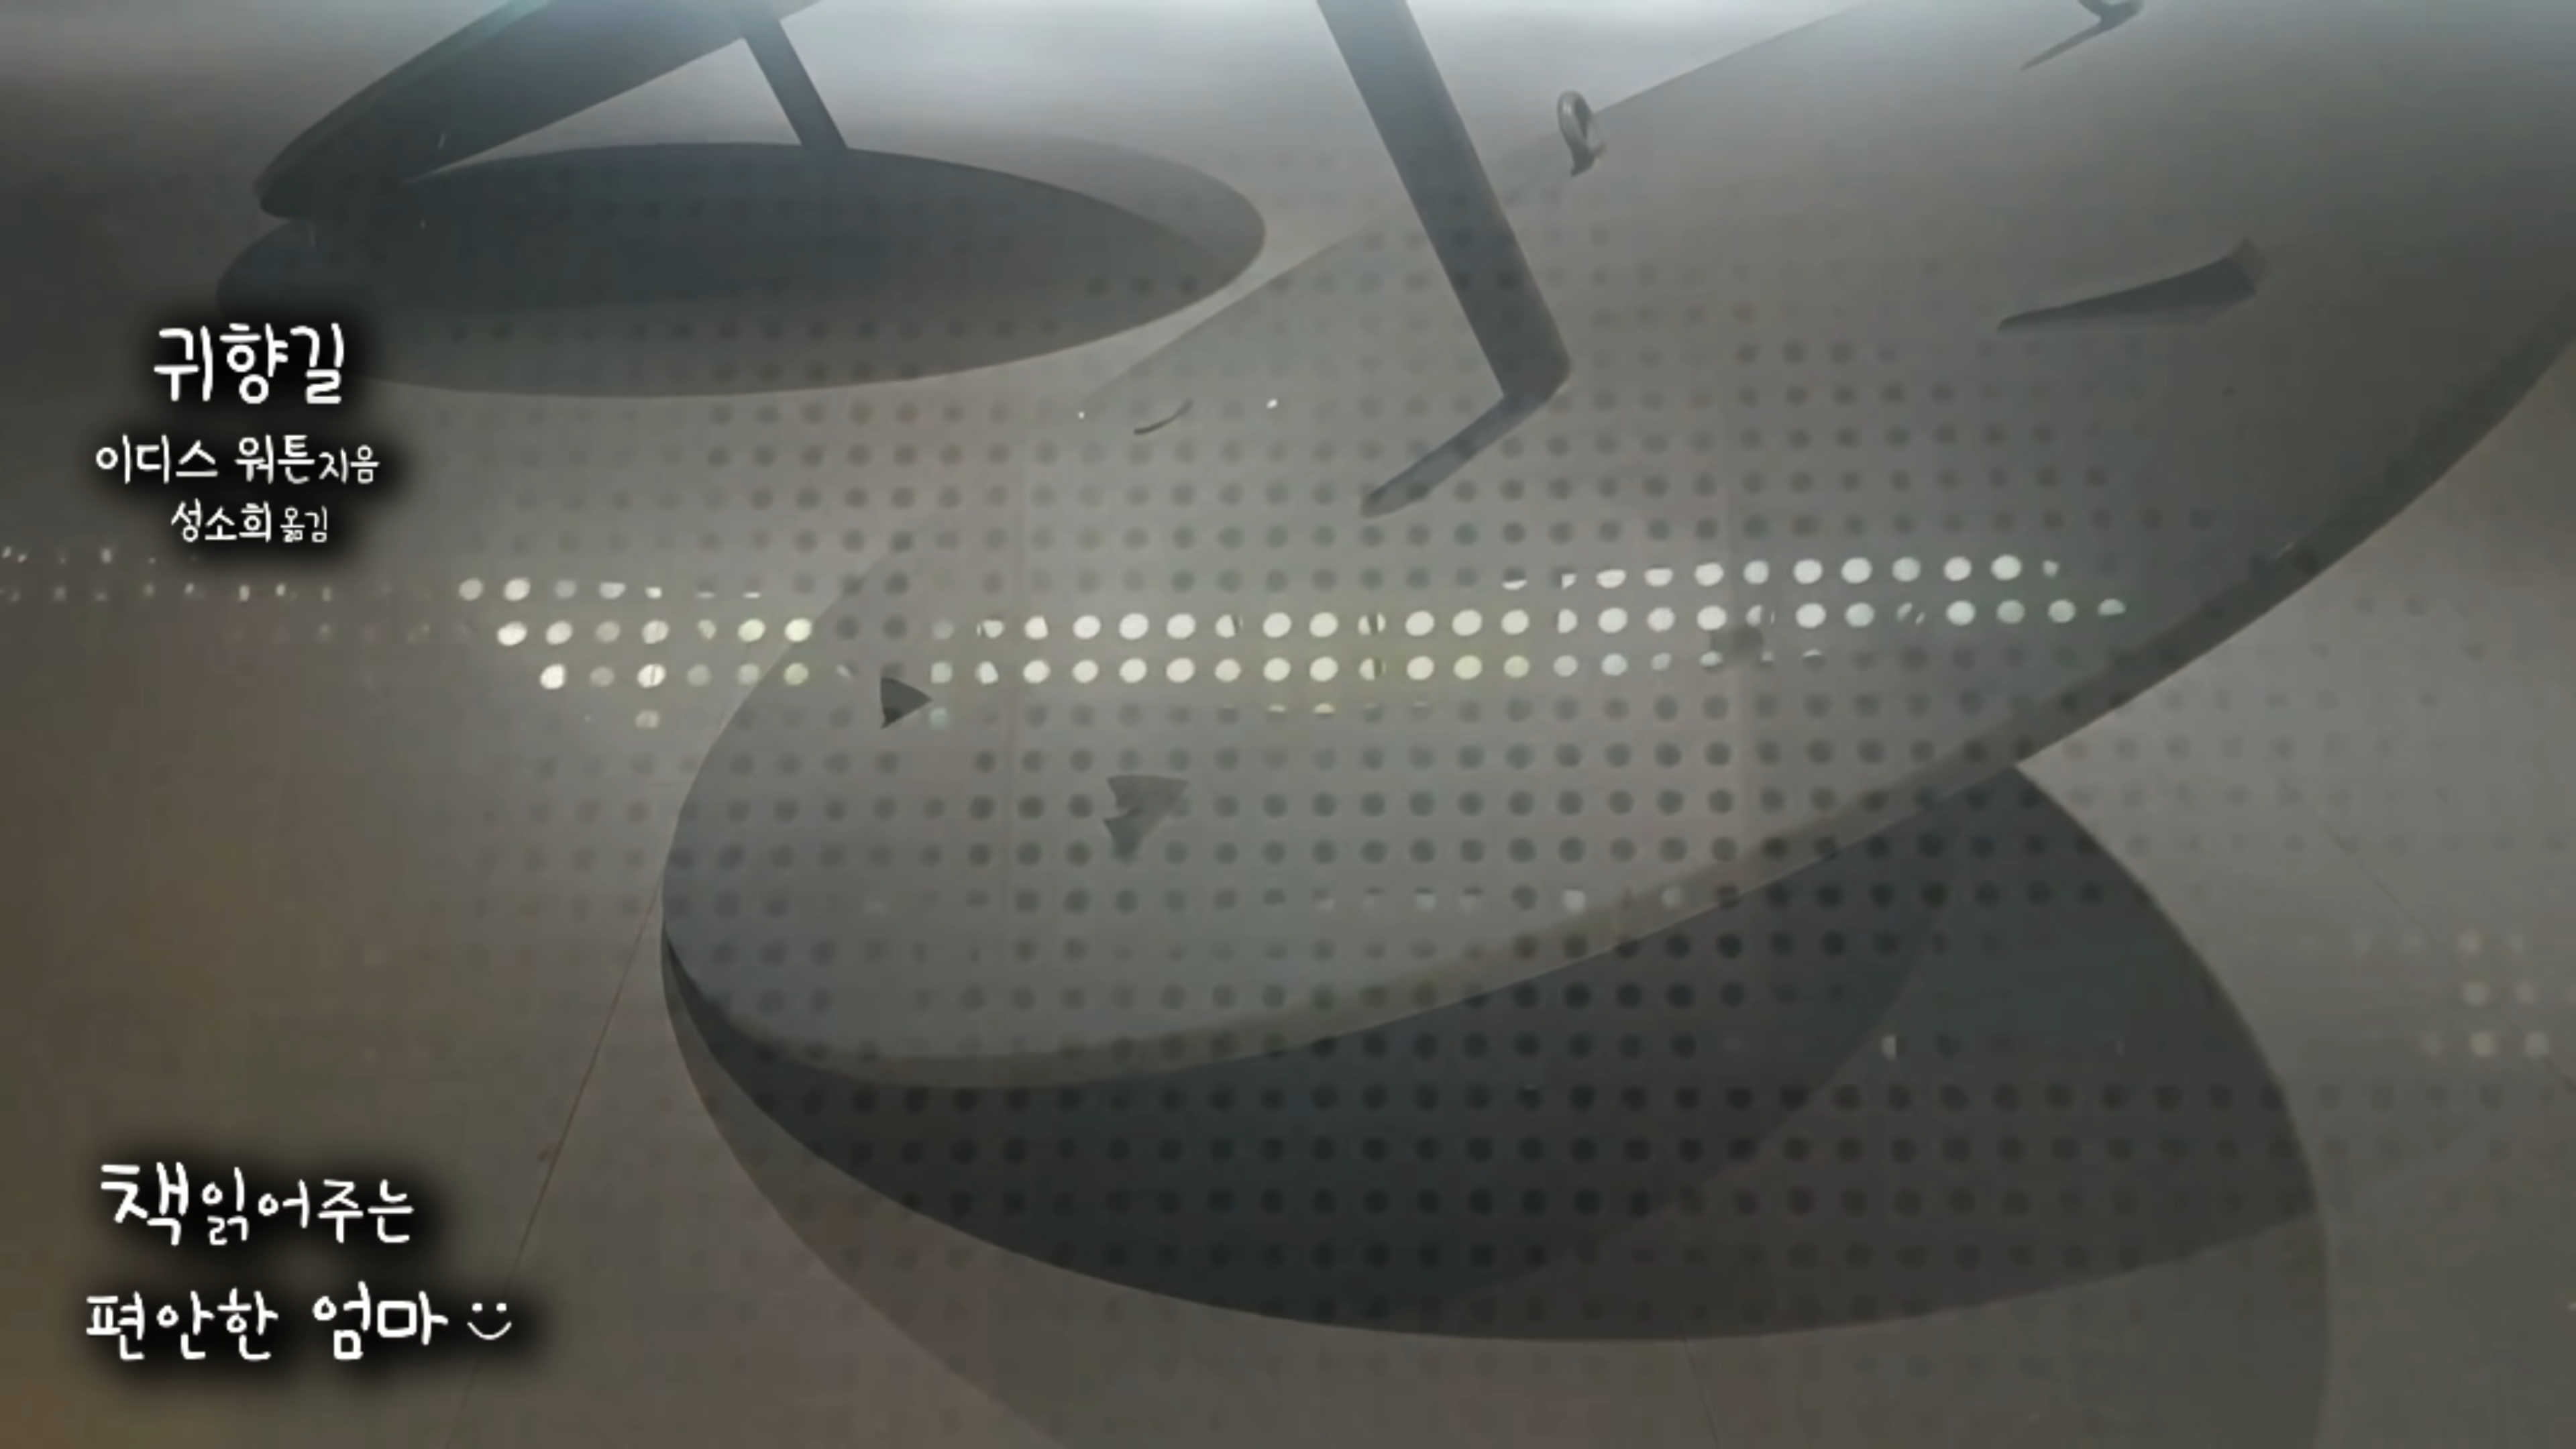 귀향길
이디스 워튼 지음
성소희 옮김
책 읽어주는
편안한 엄마